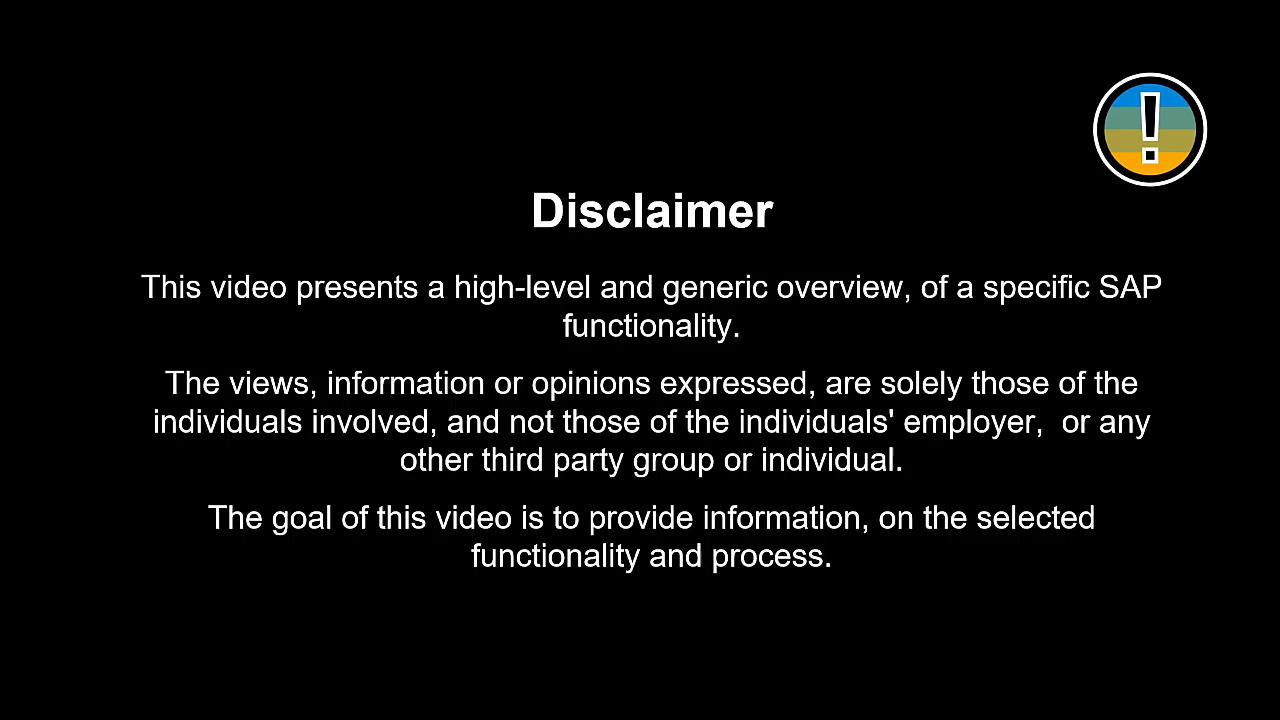 Disclaimer
This video presents a high-level and generic overview, of a specific SAP
functionality.
The views, information or opinions expressed, are solely those of the
individuals involved, and not those of the individuals' employer,  or any
other third party group or individual.
The goal of this video is to provide information, on the selected
functionality and process.